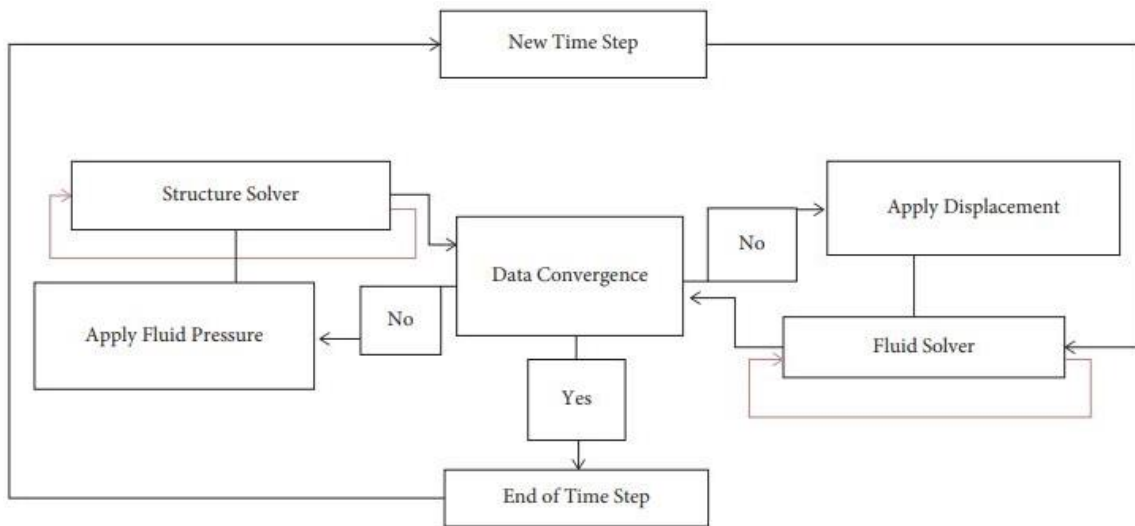 New Time Step
Structure Solver
Apply Displacement
No
Data Convergence
No
Apply Fluid Pressure
Fluid Solver
Yes
End of Time Step